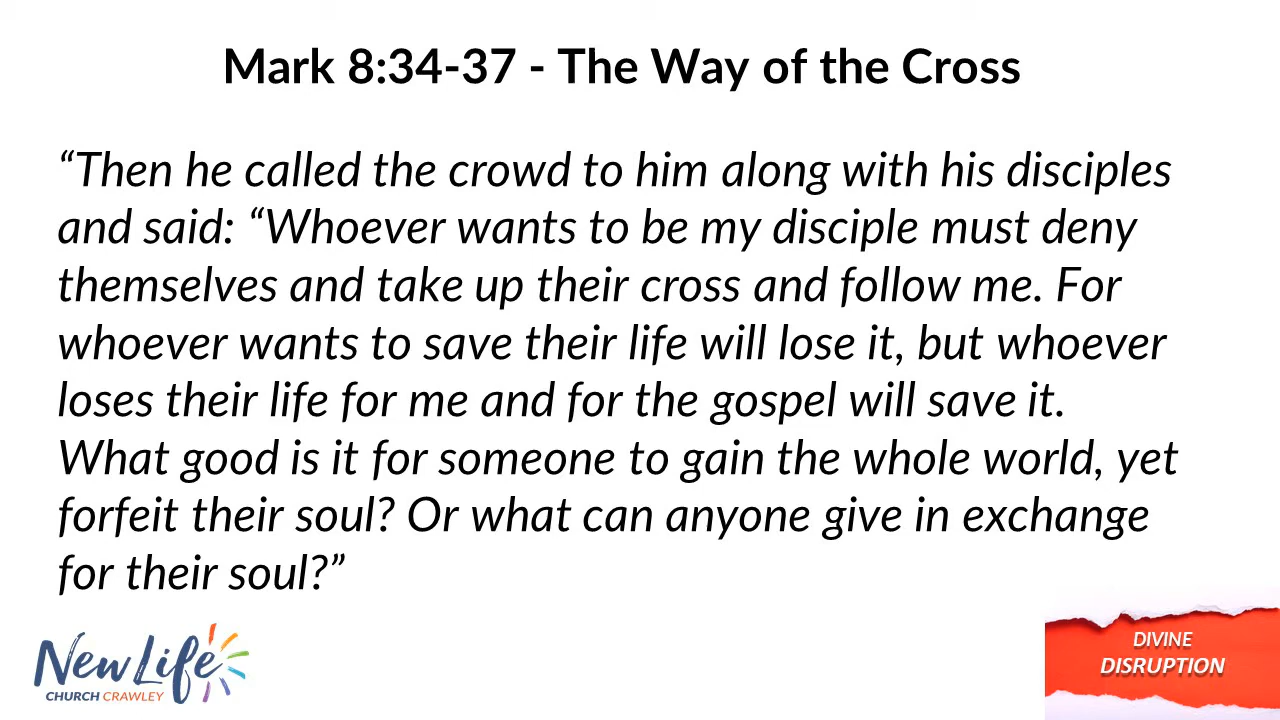 Mark 8:34-37 - The Way of the Cross
“Then he called the crowd to him along with his disciples
and said: “Whoever wants to be my disciple must deny
themselves and take up their cross and follow me. For
whoever wants to save their life will lose it, but whoever
loses their life for me and for the gospel will save it.
What good is it for someone to gain the whole world, yet
forfeit their soul? Or what can anyone give in exchange
for their soul?”
New Life
CHURCH CRAWLEY
DIVINE
DISRUPTION